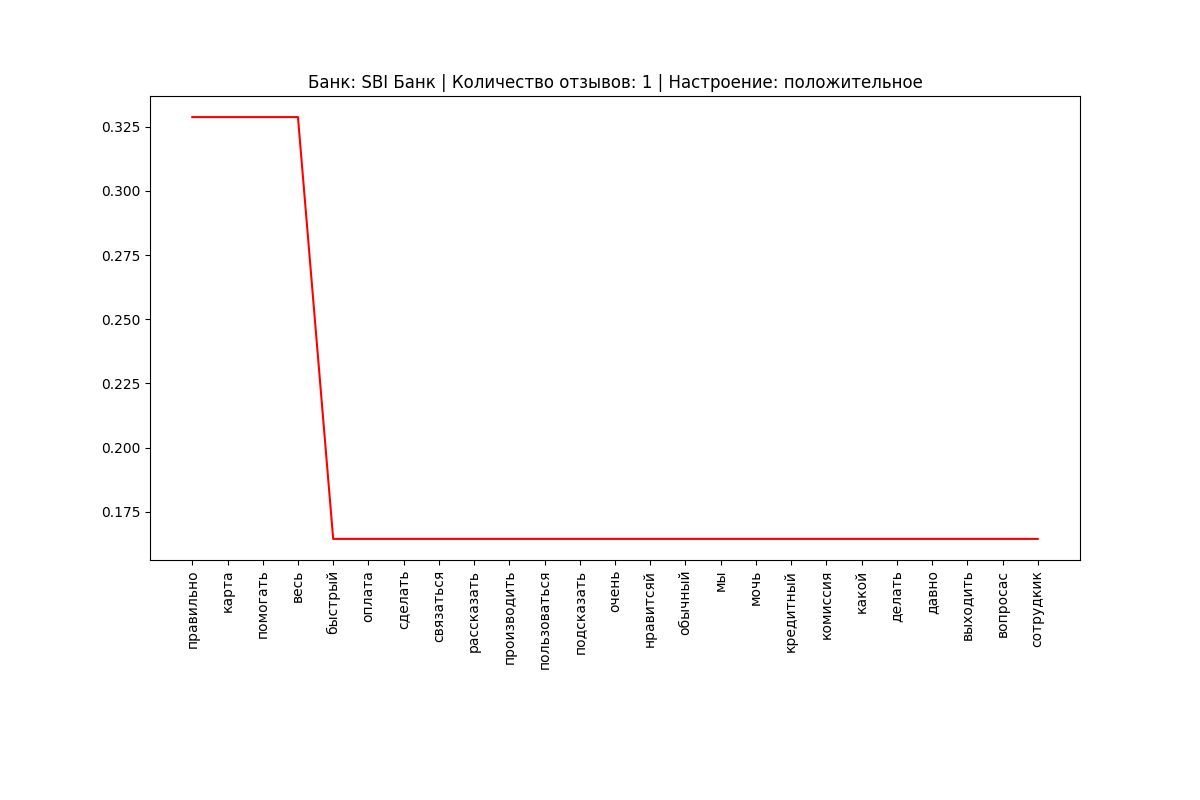 Банк: SBI Банк | Количество отзывов: 1 | Настроение: положительное
0.325
0.300
0.275
0.250
0.225
0.200
0.175
правильно
карта
помогать
весь
быстрый
оплата
сделать
связаться
рассказать
производить
пользоваться
подсказать
очень
нравитсяй
обычный
мы
мочь
кредитный
комиссия
какой
делать
давно
выходить
вопросас
сотрудкик